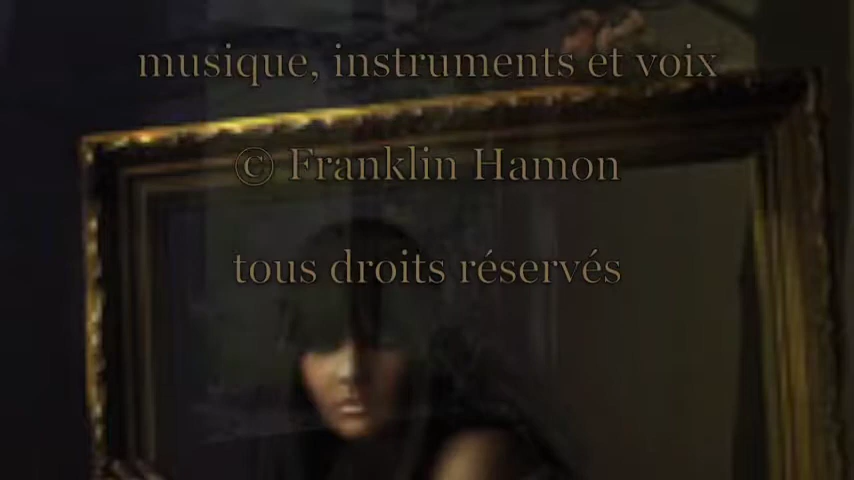 musique, instruments et voix
© Franklin Hamon
tous droits réservés